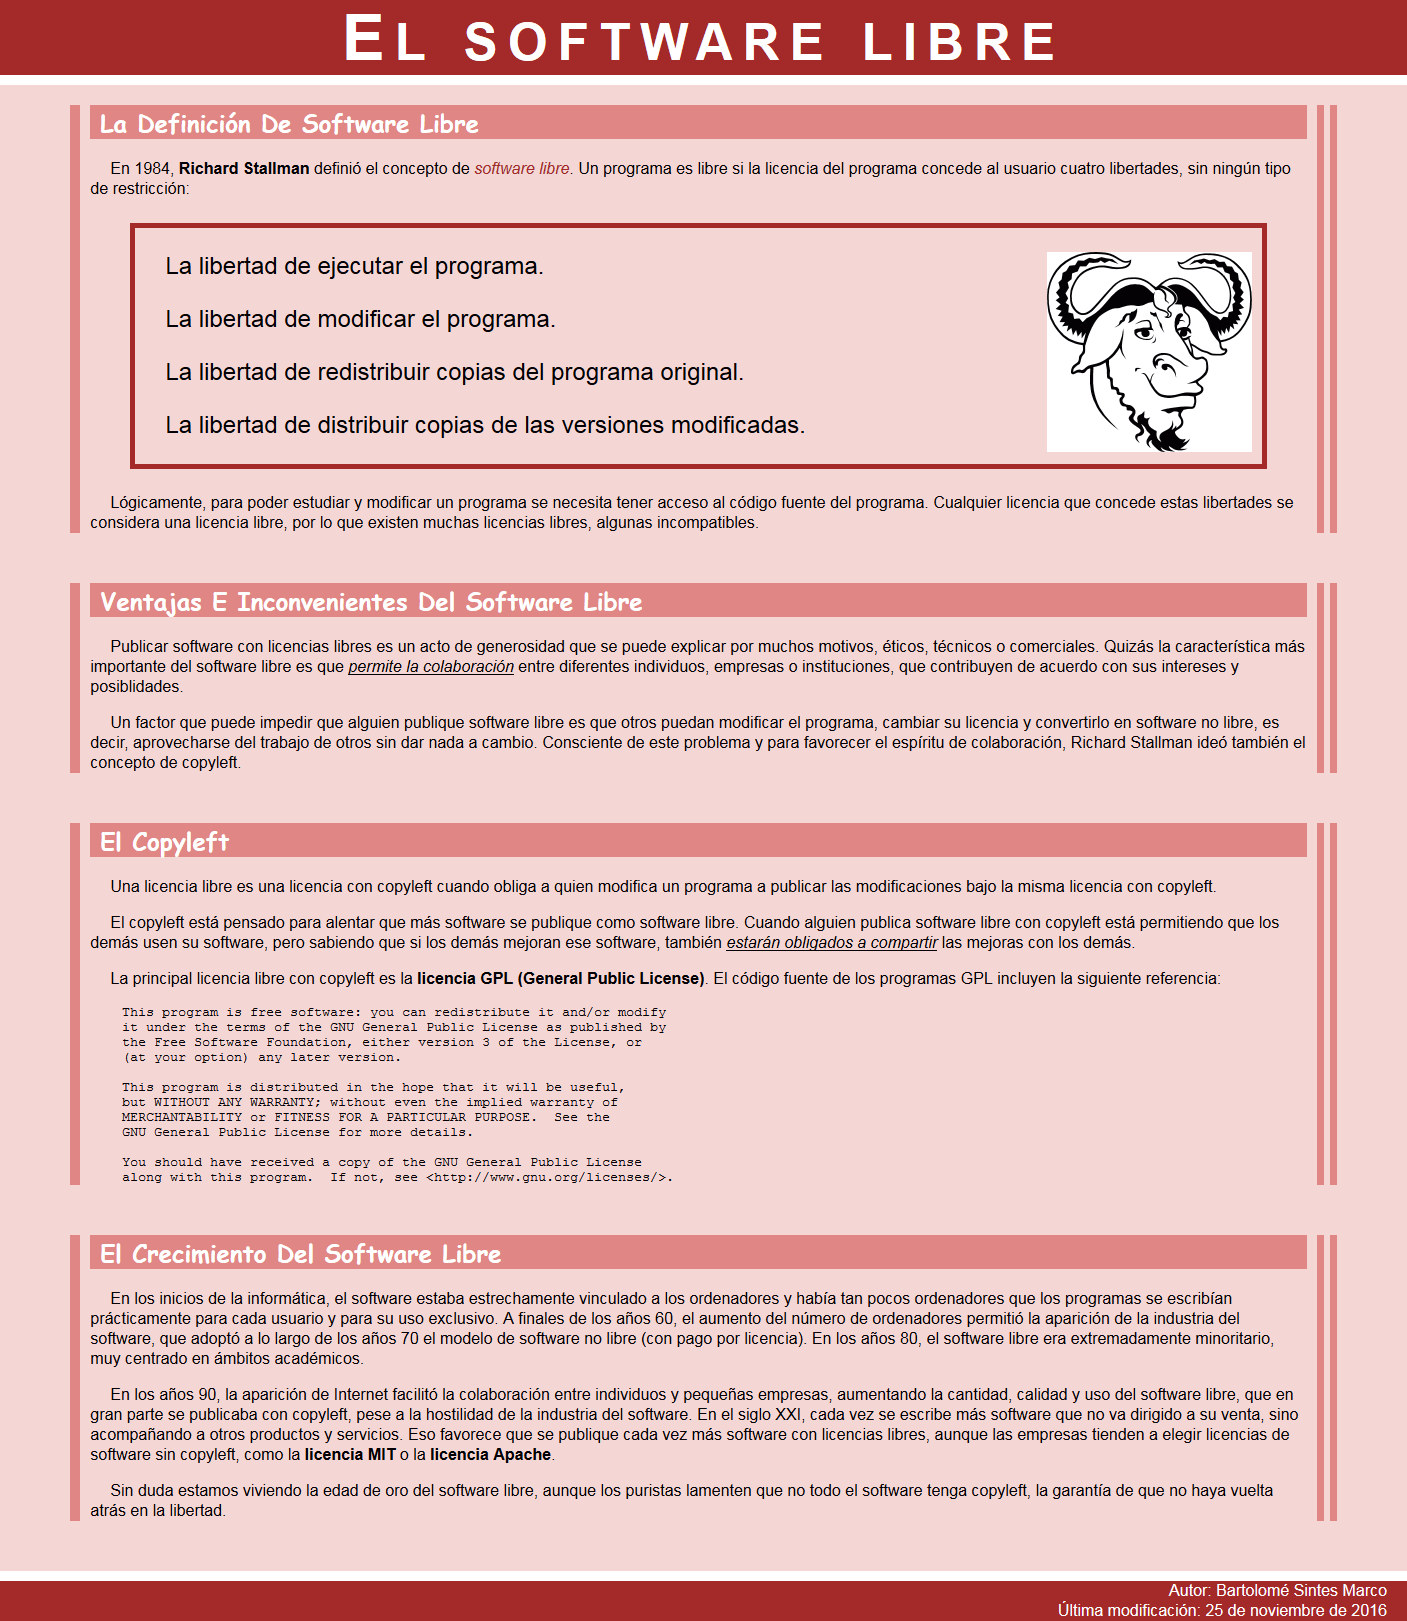 EL SOFTWARE LIBRE
La Definición De Software Libre
En 1984, Richard Stallman definió el concepto de software libre. Un programa es libre si la licencia del programa concede al usuario cuatro libertades, sin ningún tipo
de restricción:
La libertad de ejecutar el programa.
La libertad de modificar el programa.
La libertad de redistribuir copias del programa original.
La libertad de distribuir copias de las versiones modificadas.
Lógicamente, para poder estudiar y modificar un programa se necesita tener acceso al código fuente del programa. Cualquier licencia que concede estas libertades se
considera una licencia libre, por lo que existen muchas licencias libres, algunas incompatibles.
Ventajas E Inconvenientes Del Software Libre
Publicar software con licencias libres es un acto de generosidad que se puede explicar por muchos motivos, éticos, técnicos o comerciales. Quizás la característica más
importante del software libre es que permite la colaboración entre diferentes individuos, empresas o instituciones, que contribuyen de acuerdo con sus intereses y
posiblidades.
Un factor que puede impedir que alguien publique software libre es que otros puedan modificar el programa, cambiar su licencia y convertirlo en software no libre, es
decir, aprovecharse del trabajo de otros sin dar nada a cambio. Consciente de este problema y para favorecer el espíritu de colaboración, Richard Stallman ideó también el
concepto de copyleft.
El Copyleft
Una licencia libre es una licencia con copyleft cuando obliga a quien modifica un programa a publicar las modificaciones bajo la misma licencia con copyleft.
El copyleft está pensado para alentar que más software se publique como software libre. Cuando alguien publica software libre con copyleft está permitiendo que los
demás usen su software, pero sabiendo que si los demás mejoran ese software, también estarán obligados a compartir las mejoras con los demás.
La principal licencia libre con copyleft es la licencia GPL (General Public License). El código fuente de los programas GPL incluyen la siguiente referencia:
This program is free software: you can redistribute it and/or modify
it under the terms of the GNU General Public License as published by
the Free Software Foundation, either version 3 of the License, or
(at your option) any later version.
This program is distributed in the hope that it will be useful,
but WITHOUT ANY WARRANTY; without even the implied warranty of
MERCHANTABILITY or FITNESS FOR A PARTICULAR PURPOSE.  See the
GNU General Public License for more details.
You should have received a copy of the GNU General Public License
along with this program.  If not, see <http://www.gnu.org/licenses/>.
El Crecimiento Del Software Libre
En los inicios de la informática, el software estaba estrechamente vinculado a los ordenadores y había tan pocos ordenadores que los programas se escribían
prácticamente para cada usuario y para su uso exclusivo. A finales de los años 60, el aumento del número de ordenadores permitió la aparición de la industria del
software, que adoptó a lo largo de los años 70 el modelo de software no libre (con pago por licencia). En los años 80, el software libre era extremadamente minoritario,
muy centrado en ámbitos académicos.
En los años 90, la aparición de Internet facilitó la colaboración entre individuos y pequeñas empresas, aumentando la cantidad, calidad y uso del software libre, que en
gran parte se publicaba con copyleft, pese a la hostilidad de la industria del software. En el siglo XXI, cada vez se escribe más software que no va dirigido a su venta, sino
acompañando a otros productos y servicios. Eso favorece que se publique cada vez más software con licencias libres, aunque las empresas tienden a elegir licencias de
software sin copyleft, como la licencia MIT o la licencia Apache.
Sin duda estamos viviendo la edad de oro del software libre, aunque los puristas lamenten que no todo el software tenga copyleft, la garantía de que no haya vuelta
atrás en la libertad.
Autor: Bartolomé Sintes Marco
Última modificación: 25 de noviembre de 2016